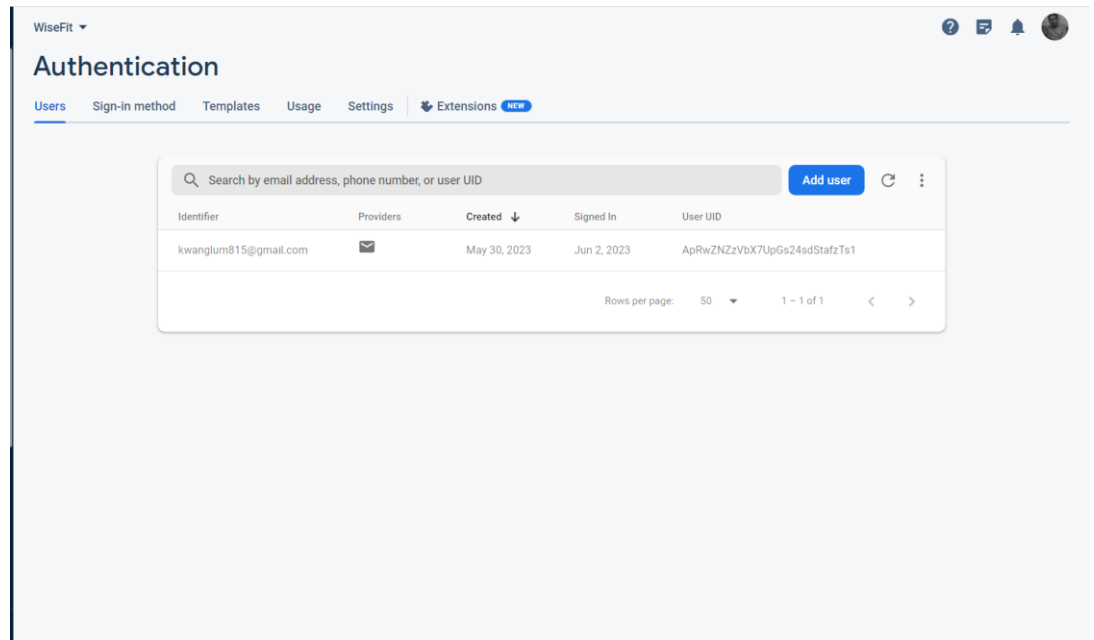 WiseFit
Authentication
Users Sign-in method Templates Usage Settings Extensions NEW
Search by email address, phone number, or user UID Add user
Identifier Providers Created Signed In User UID
kwanglum815@gmail.com May 30, 2023 Jun 2, 2023 ApRwZNZzVbX7UpGs24sdStafzTs1
Rows per page: 50 1 – 1 of 1